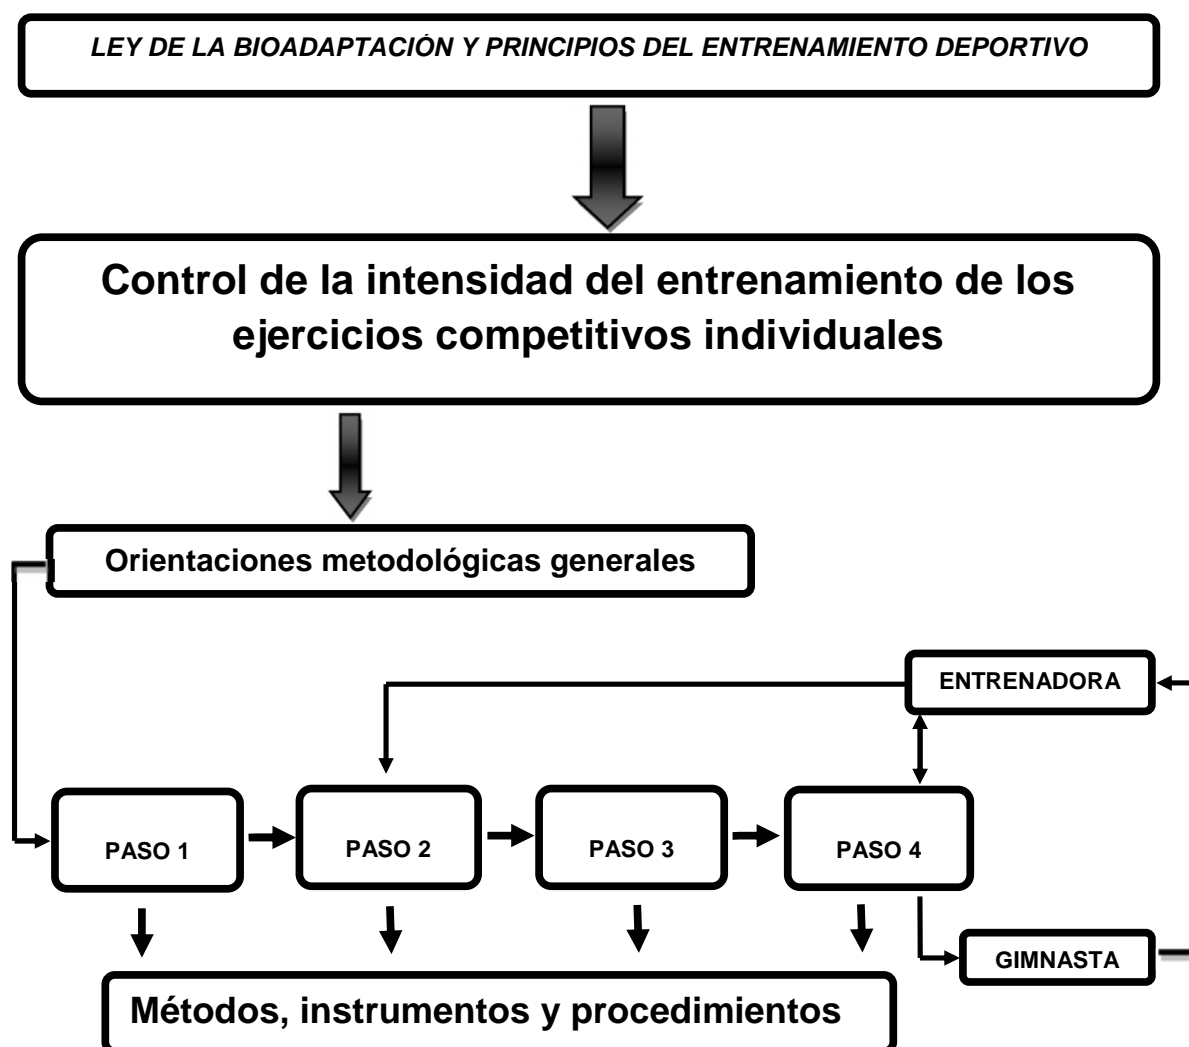 LEY DE LA BIOADAPTACIÓN Y PRINCIPIOS DEL ENTRENAMIENTO DEPORTIVO
Control de la intensidad del entrenamiento de los
ejercicios competitivos individuales
Orientaciones metodológicas generales
ENTRENADORA
PASO 1
PASO 2
PASO 3
PASO 4
GIMNASTA
Métodos, instrumentos y procedimientos